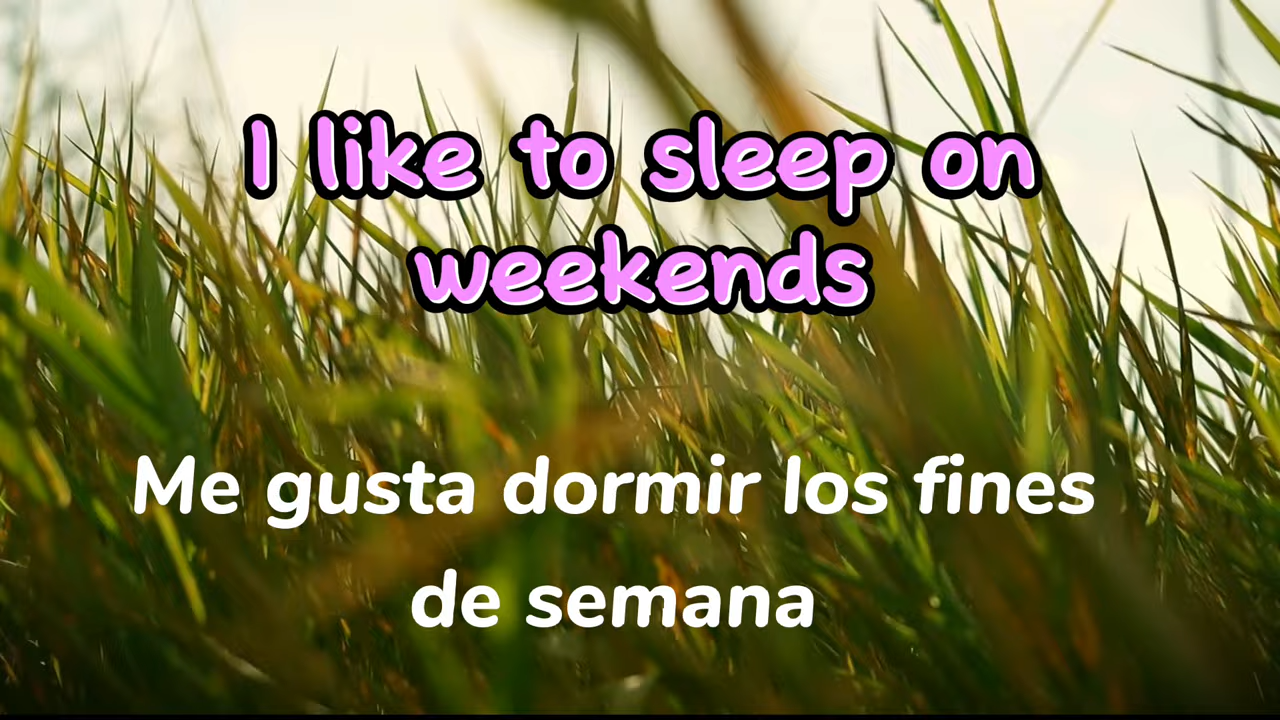 I like to sleep on
weekends
Me gusta dormir los fines
de semana